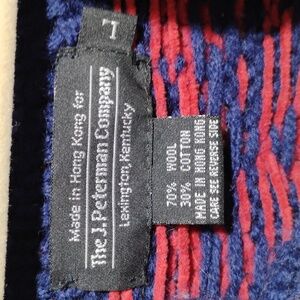 L
Made in Hong Kong for
The J. Peterman Company
Lexington, Kentucky
70% WOOL
30% COTTON
MADE IN HONG KONG
CARE SEE REVERSE SIDE